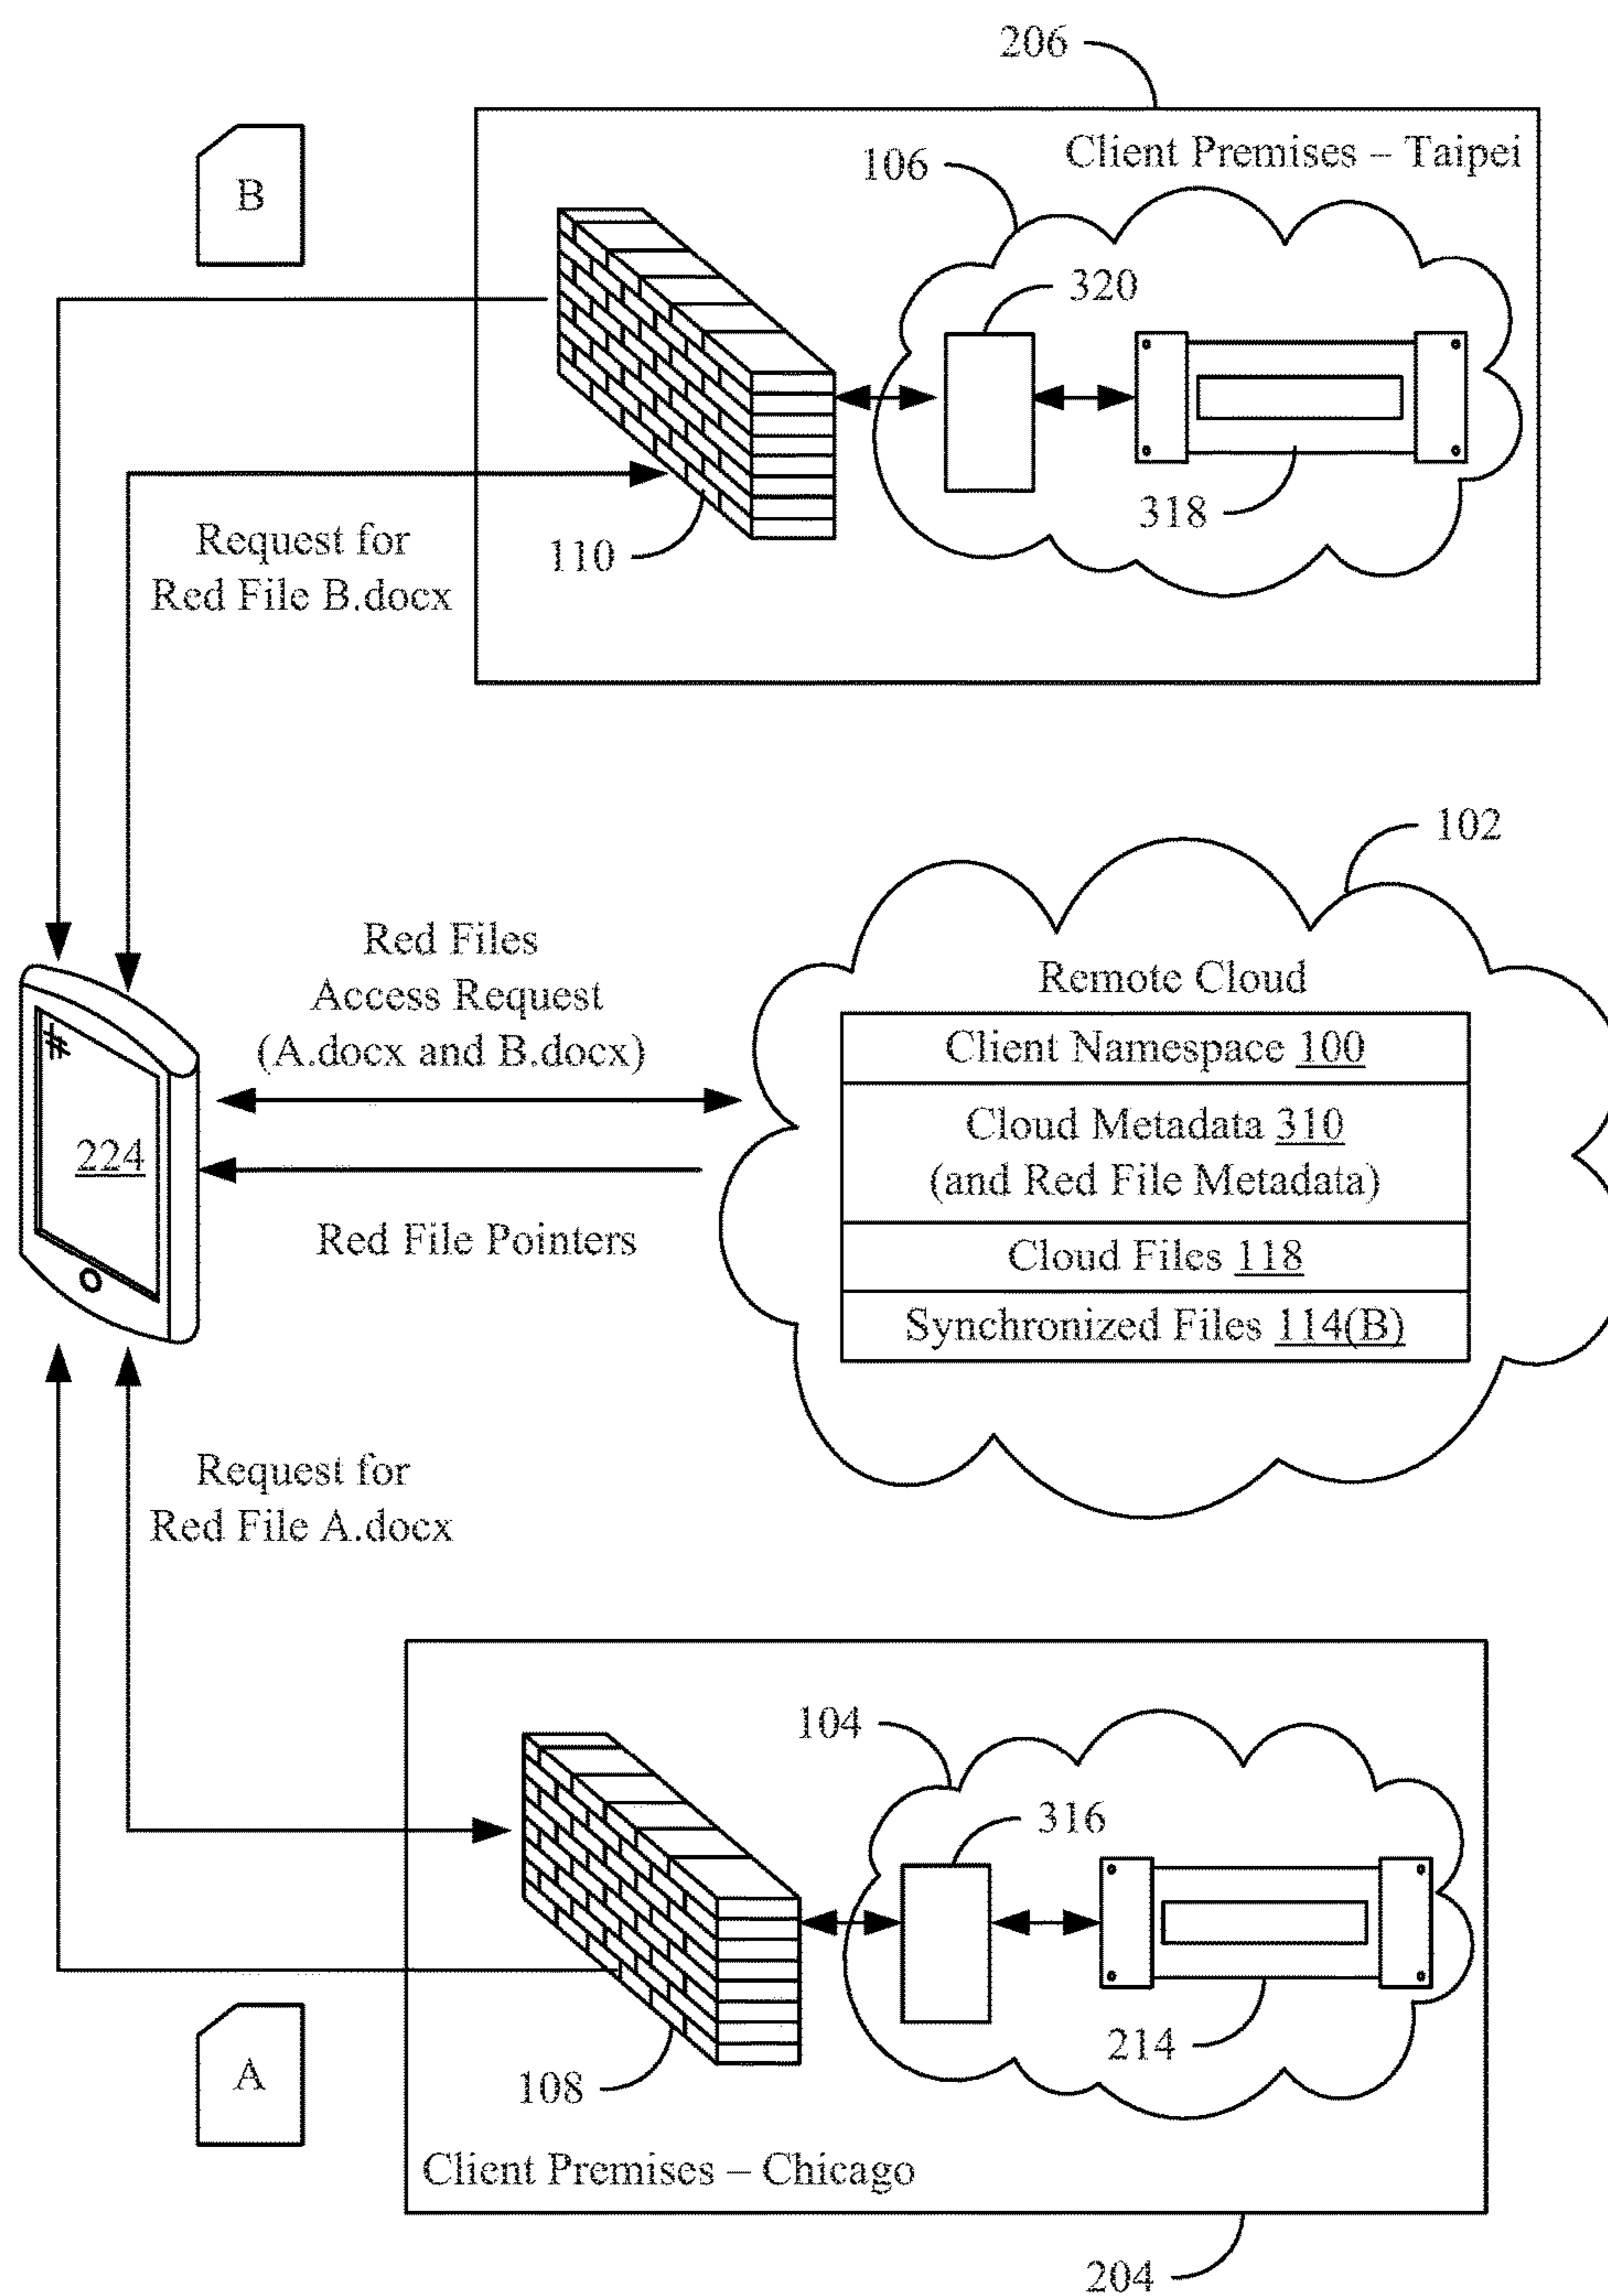 206
B
Client Premises – Taipei
106
320
318
110
Request for
Red File B.docx
102
Red Files
Access Request
(A.docx and B.docx)
Remote Cloud
Client Namespace 100
Cloud Metadata 310
(and Red File Metadata)
Cloud Files 118
Synchronized Files 114(B)
#
224
Red File Pointers
Request for
Red File A.docx
104
316
214
108
A
Client Premises – Chicago
204